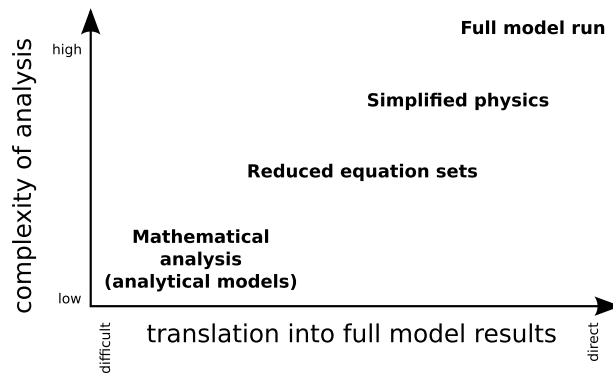 Full model run
high
Simplified physics
Reduced equation sets
complexity of analysis
Mathematical
analysis
(analytical models)
low
difficult
translation into full model results
direct